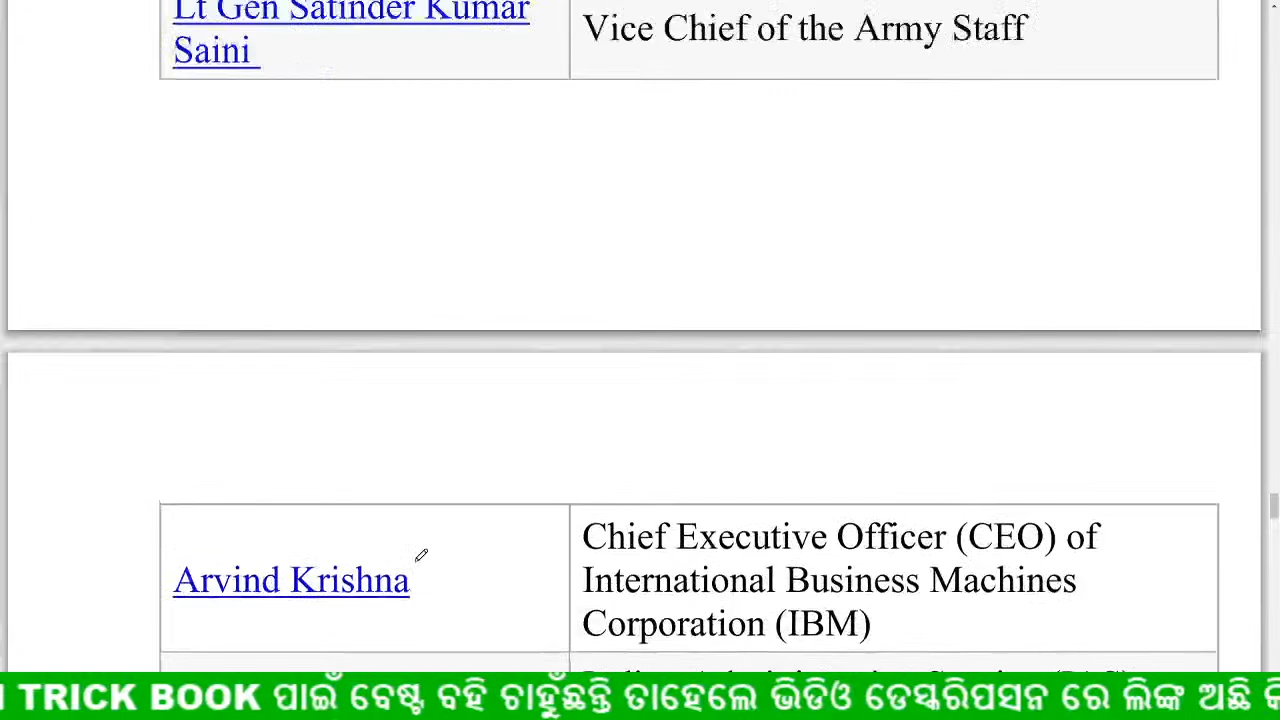 Lt Gen Satinder Kumar
Saini
Vice Chief of the Army Staff
Arvind Krishna
Chief Executive Officer (CEO) of
International Business Machines
Corporation (IBM)
TRICK BOOK ପାଇଁ ବେଷ୍ଟ ବହି ଚାହୁଁଛନ୍ତି ତାହେଲେ ଭିଡିଓ ଡେସ୍କରିପସନ ରେ ଲିଙ୍କ ଅଛି